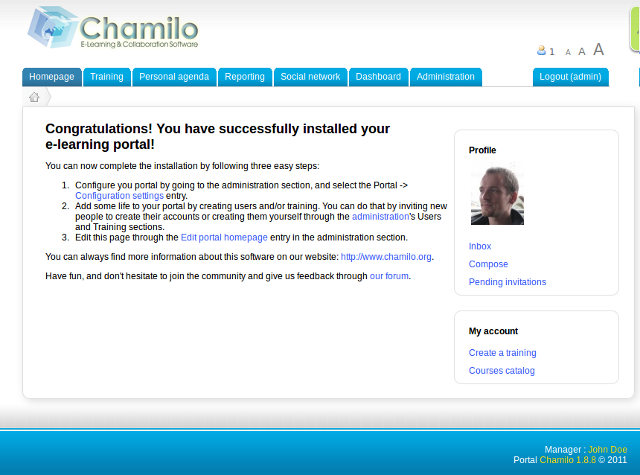 Chamilo
E-Learning & Collaboration Software
1 A A A
Homepage Training Personal agenda Reporting Social network Dashboard Administration Logout (admin)
Congratulations! You have successfully installed your
e-learning portal!
You can now complete the installation by following three easy steps:
1. Configure you portal by going to the administration section, and select the Portal ->
Configuration settings entry.
2. Add some life to your portal by creating users and/or training. You can do that by inviting new
people to create their accounts or creating them yourself through the administration's Users
and Training sections.
3. Edit this page through the Edit portal homepage entry in the administration section.
You can always find more information about this software on our website: http://www.chamilo.org.
Have fun, and don't hesitate to join the community and give us feedback through our forum.
Profile
Inbox
Compose
Pending invitations
My account
Create a training
Courses catalog
Manager : John Doe
Portal Chamilo 1.8.8 © 2011